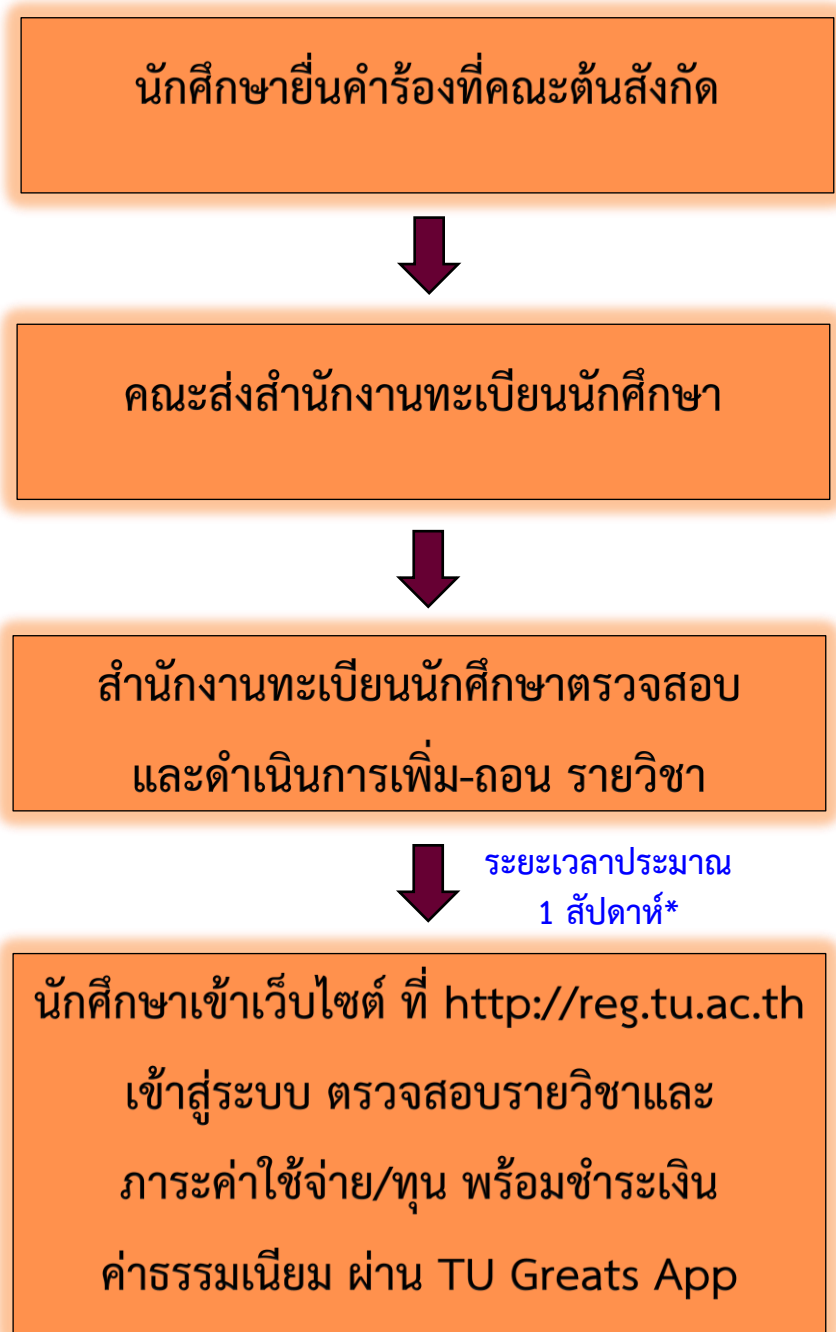 นักศึกษายื่นคำร้องที่คณะต้นสังกัด
คณะส่งสำนักงานทะเบียนนักศึกษา
สำนักงานทะเบียนนักศึกษาตรวจสอบ
และดำเนินการเพิ่ม-ถอน รายวิชา
ระยะเวลาประมาณ
1 สัปดาห์*
นักศึกษาเข้าเว็บไซต์ ที่ http://reg.tu.ac.th
เข้าสู่ระบบ ตรวจสอบรายวิชาและ
ภาระค่าใช้จ่าย/ทุน พร้อมชำระเงิน
ค่าธรรมเนียม ผ่าน TU Greats App